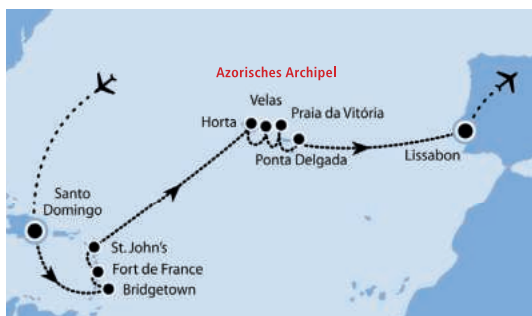 Azorisches Archipel
Velas
Horta
Praia da Vitória
Ponta Delgada
Lissabon
Santo
Domingo
St. John's
Fort de France
Bridgetown